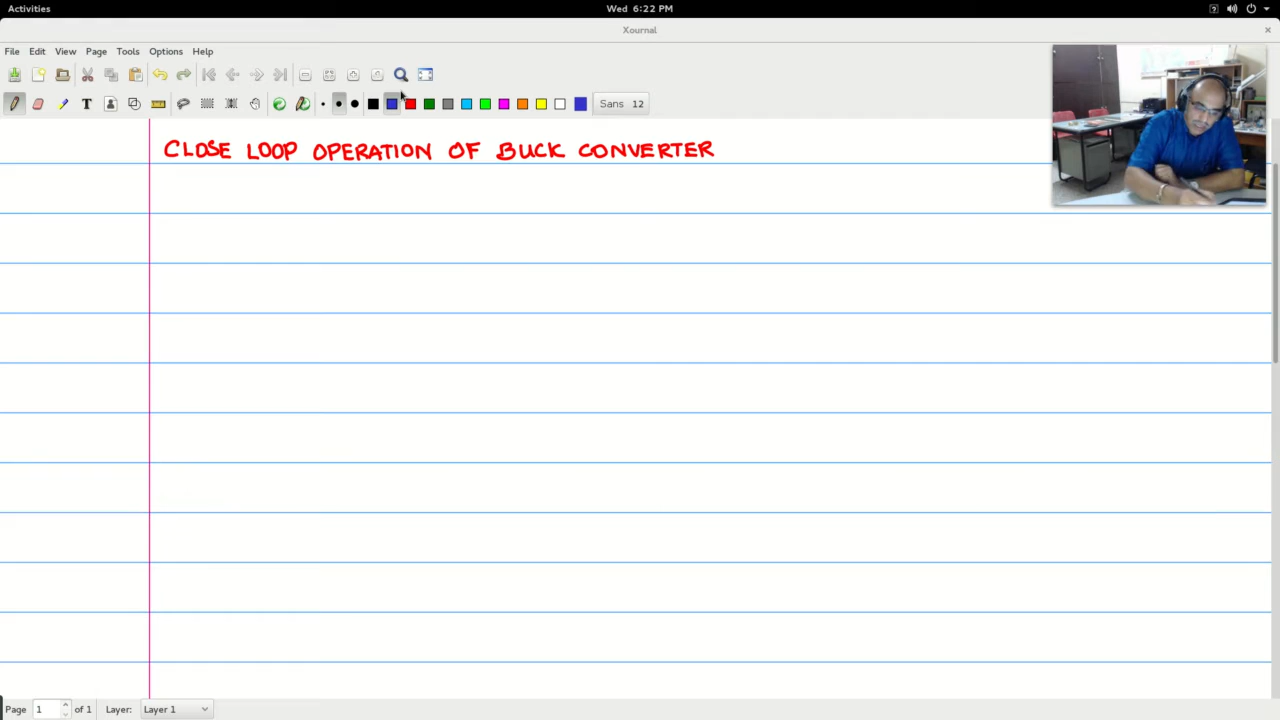 Activities Wed 6:22 PM
Xournal
File Edit View Page Tools Options Help
T Sans 12
CLOSE LOOP OPERATION OF BUCK CONVERTER
Page 1 of 1 Layer: Layer 1